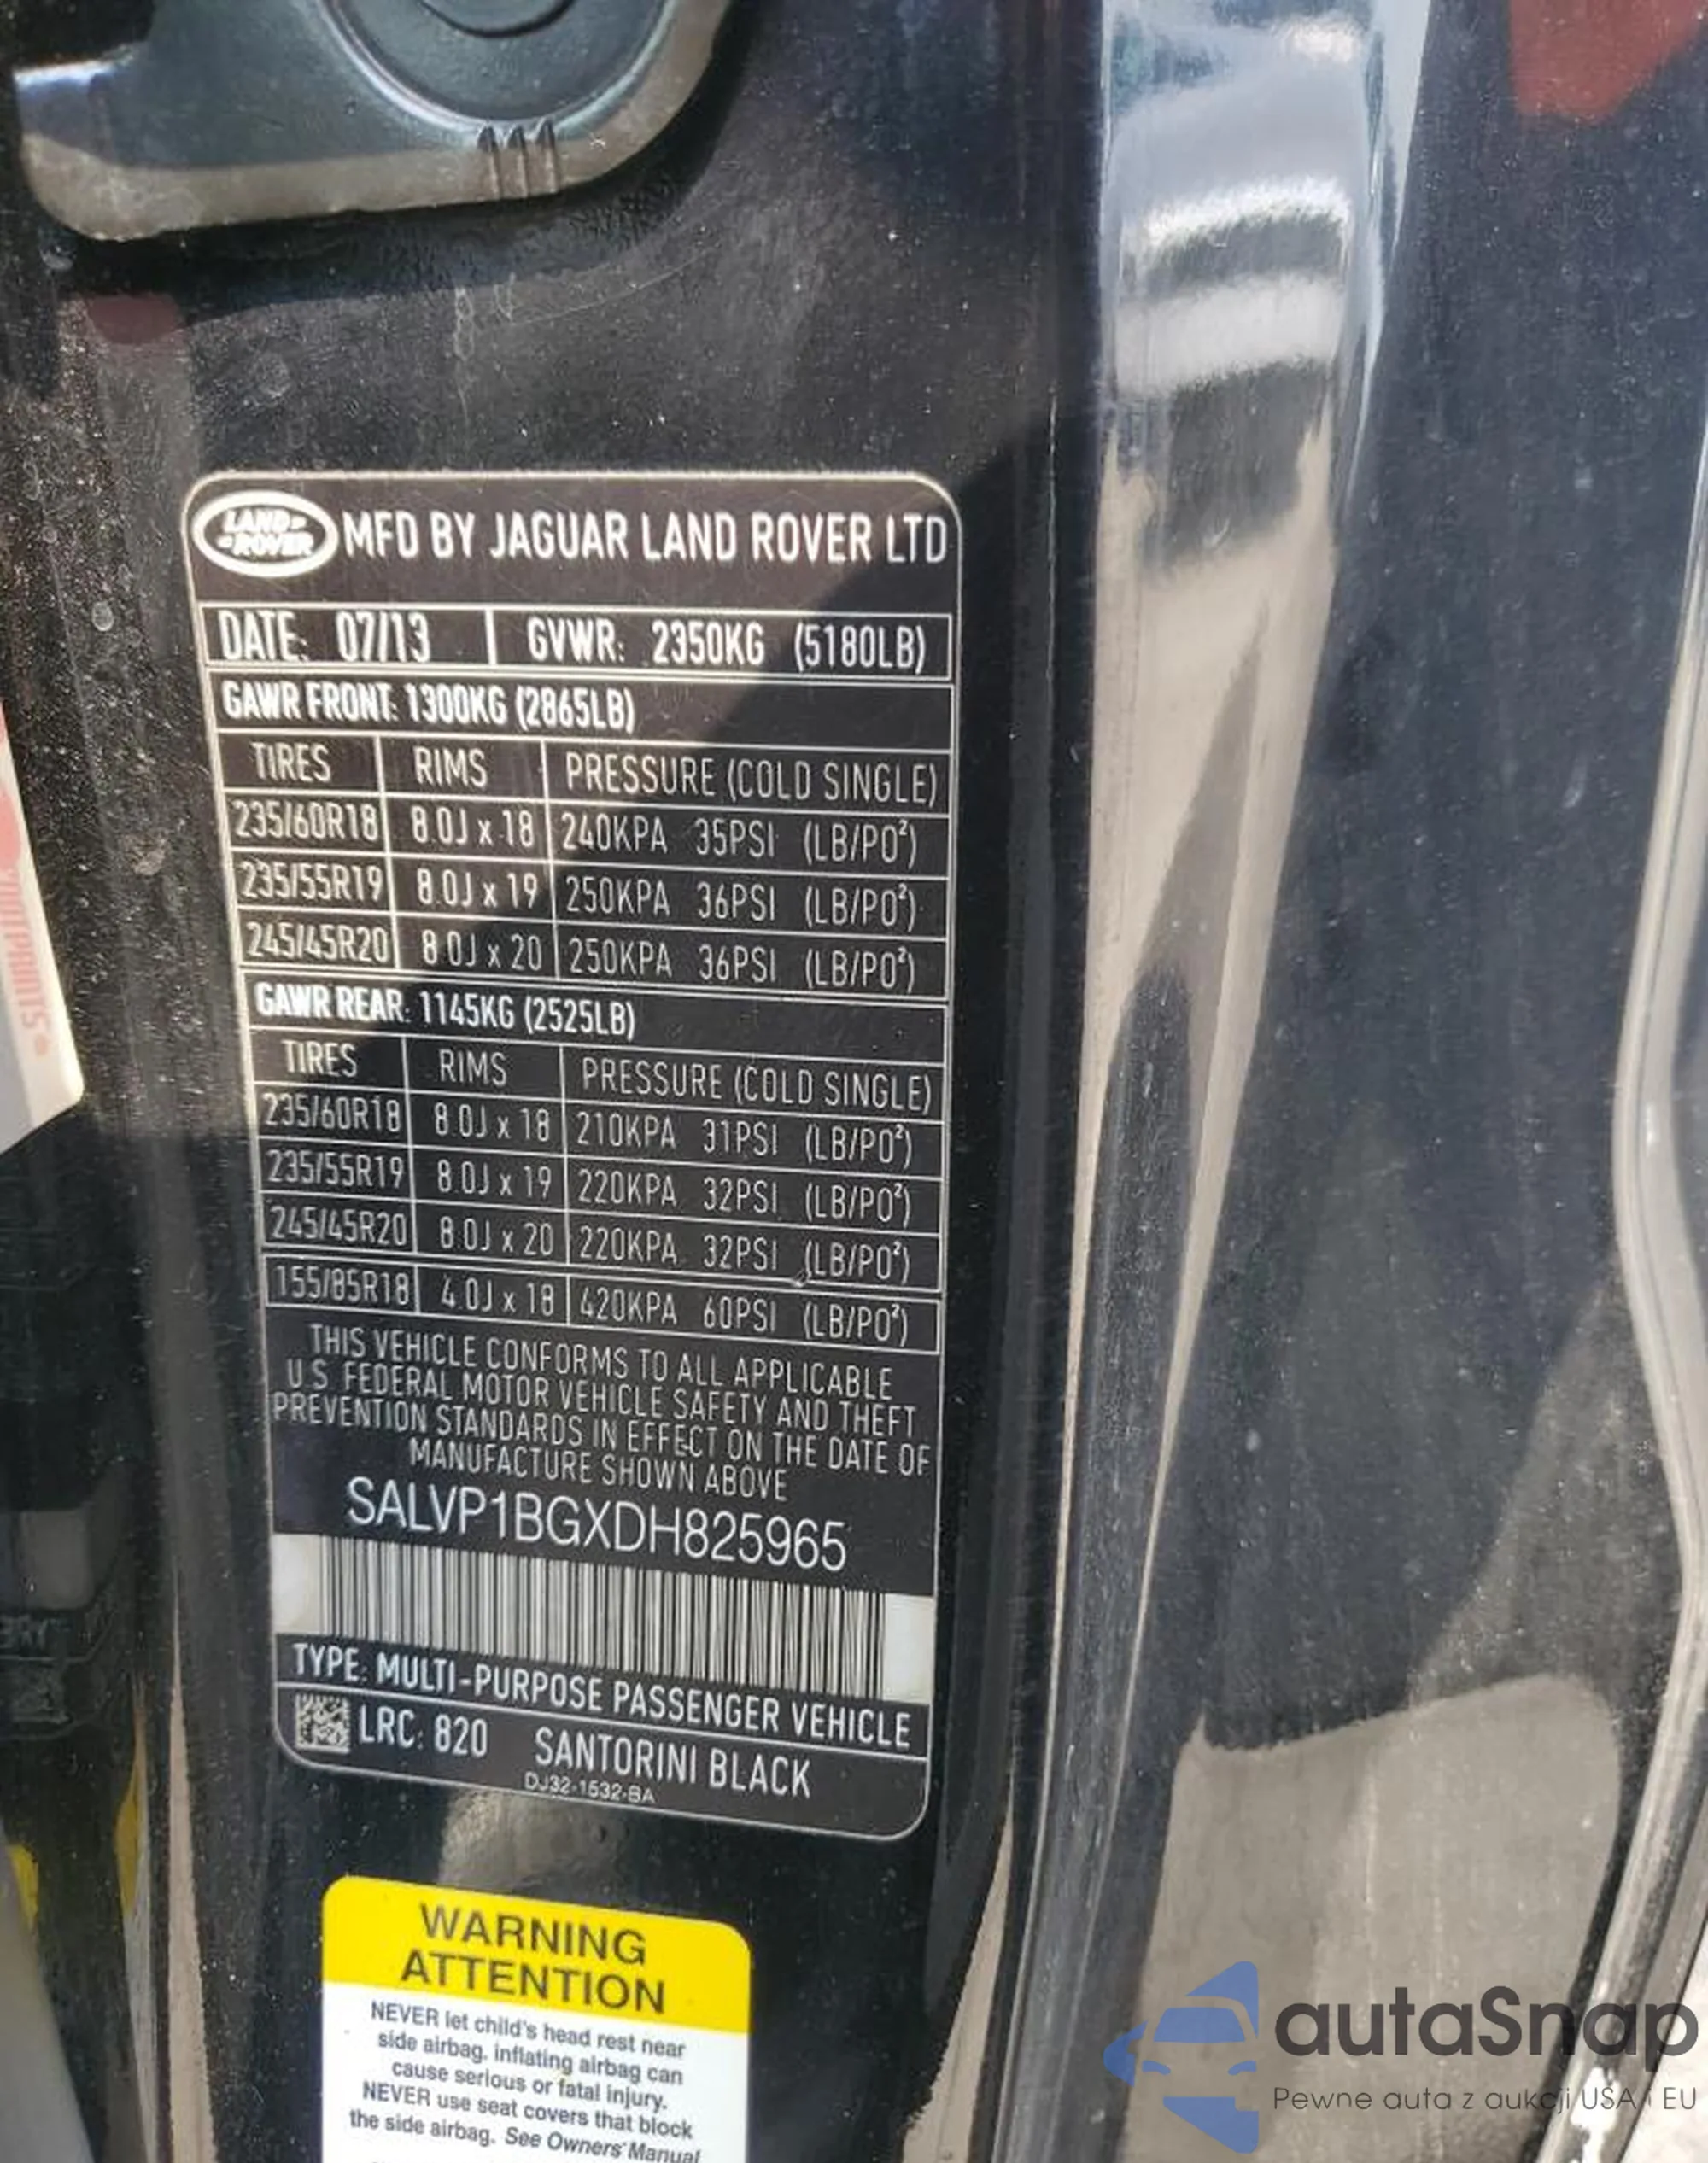 LAND ROVER MFD BY JAGUAR LAND ROVER LTD
DATE: 07/13 GVWR: 2350KG (5180LB)
GAWR FRONT: 1300KG (2865LB)
TIRES RIMS PRESSURE (COLD SINGLE)
235/60R18 8.0J x 18 240KPA 35PSI (LB/PO²)
235/55R19 8.0J x 19 250KPA 36PSI (LB/PO²)
245/45R20 8.0J x 20 250KPA 36PSI (LB/PO²)
GAWR REAR: 1145KG (2525LB)
TIRES RIMS PRESSURE (COLD SINGLE)
235/60R18 8.0J x 18 210KPA 31PSI (LB/PO²)
235/55R19 8.0J x 19 220KPA 32PSI (LB/PO²)
245/45R20 8.0J x 20 220KPA 32PSI (LB/PO²)
155/85R18 4.0J x 18 420KPA 60PSI (LB/PO²)
THIS VEHICLE CONFORMS TO ALL APPLICABLE
U.S. FEDERAL MOTOR VEHICLE SAFETY AND THEFT
PREVENTION STANDARDS IN EFFECT ON THE DATE OF
MANUFACTURE SHOWN ABOVE
SALVP1BGXDH825965
TYPE: MULTI-PURPOSE PASSENGER VEHICLE
LRC: 820 SANTORINI BLACK
DJ32-1532-BA
WARNING
ATTENTION
NEVER let child's head rest near
side airbag. inflating airbag can
cause serious or fatal injury.
NEVER use seat covers that block
the side airbag. See Owners' Manual
autaSnap
Pewne auta z aukcji USA i EU